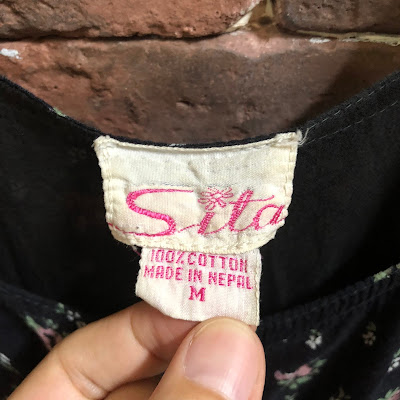 Sita
100% COTTON
MADE IN NEPAL
M